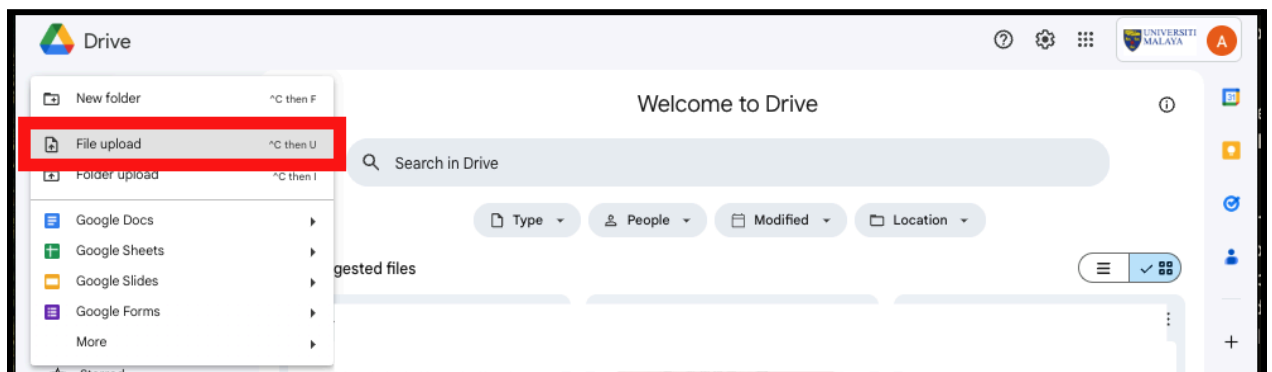 Drive
UNIVERSITI
MALAYA
A
New folder ^C then F
File upload ^C then U
Folder upload ^C then I
Google Docs
Google Sheets
Google Slides
Google Forms
More
Welcome to Drive
Search in Drive
Type People Modified Location
gested files
31